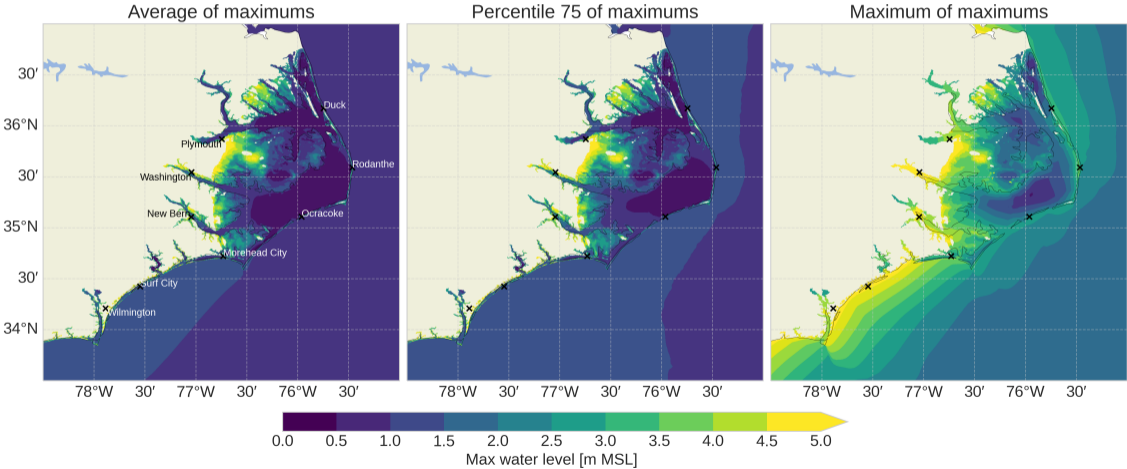 Average of maximums
Percentile 75 of maximums
Maximum of maximums
30′
36°N
30′
35°N
30′
34°N
Duck
Plymouth
Rodanthe
Washington
New Bern
Ocracoke
Morehead City
Surf City
Wilmington
78°W 30′ 77°W 30′ 76°W 30′
78°W 30′ 77°W 30′ 76°W 30′
78°W 30′ 77°W 30′ 76°W 30′
0.0 0.5 1.0 1.5 2.0 2.5 3.0 3.5 4.0 4.5 5.0
Max water level [m MSL]